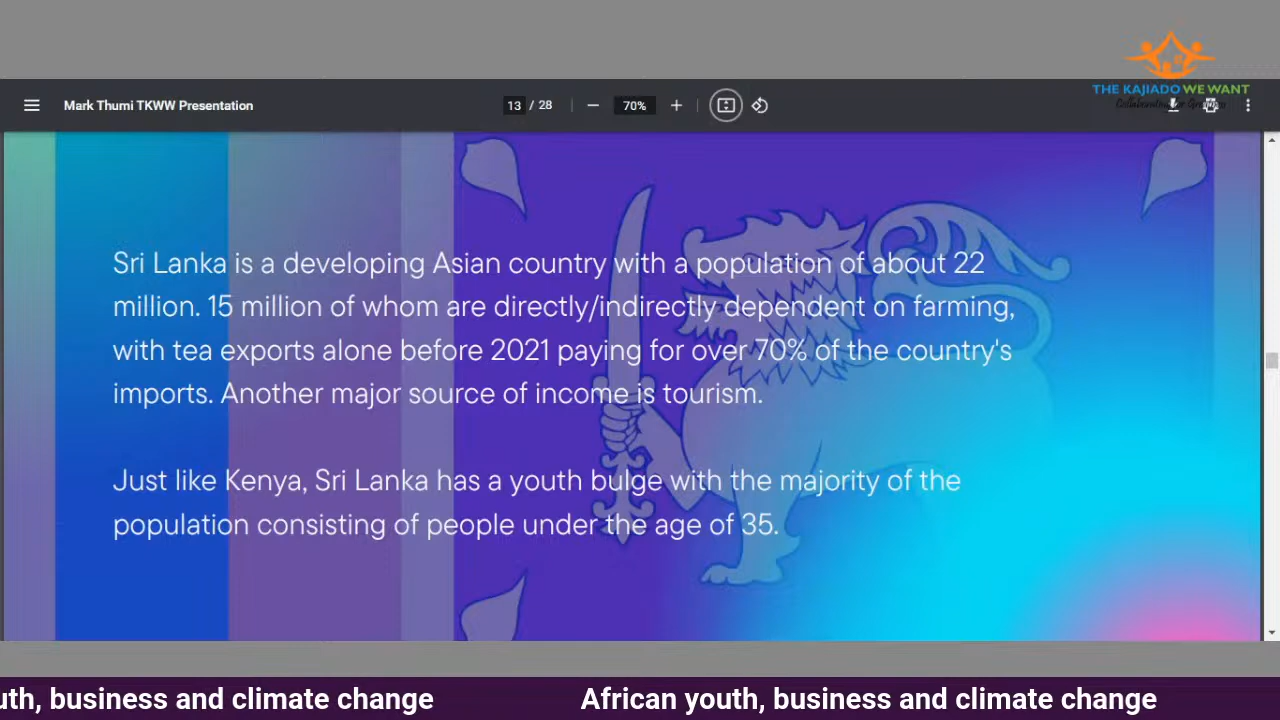 THE KAJIADO WE WANT
Mark Thumi TKWW Presentation
13 / 28
70%
Sri Lanka is a developing Asian country with a population of about 22
million. 15 million of whom are directly/indirectly dependent on farming,
with tea exports alone before 2021 paying for over 70% of the country's
imports. Another major source of income is tourism.
Just like Kenya, Sri Lanka has a youth bulge with the majority of the
population consisting of people under the age of 35.
uth, business and climate change
African youth, business and climate change